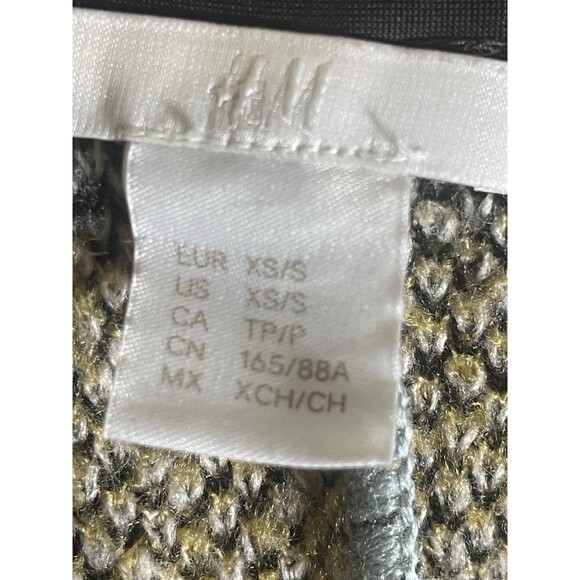 H&M
EUR XS/S
US XS/S
CA TP/P
CN 165/88A
MX XCH/CH